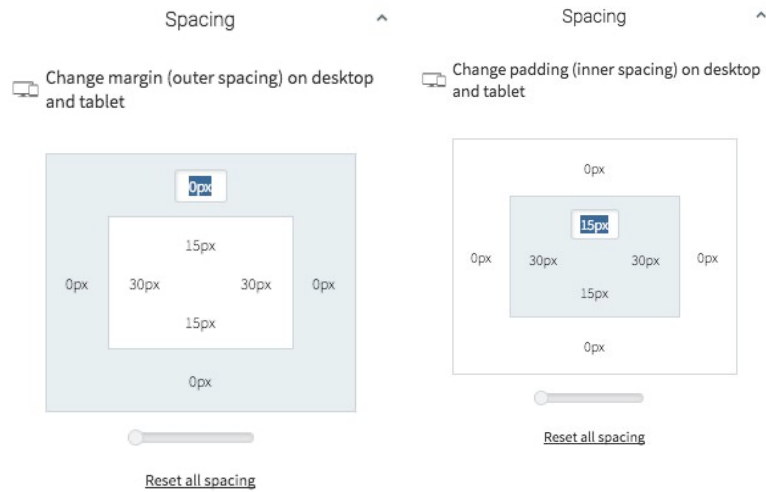 Spacing
Change margin (outer spacing) on desktop
and tablet
0px
15px
0px 30px 30px 0px
15px
0px
Reset all spacing
Spacing
Change padding (inner spacing) on desktop
and tablet
0px
15px
0px 30px 30px 0px
15px
0px
Reset all spacing